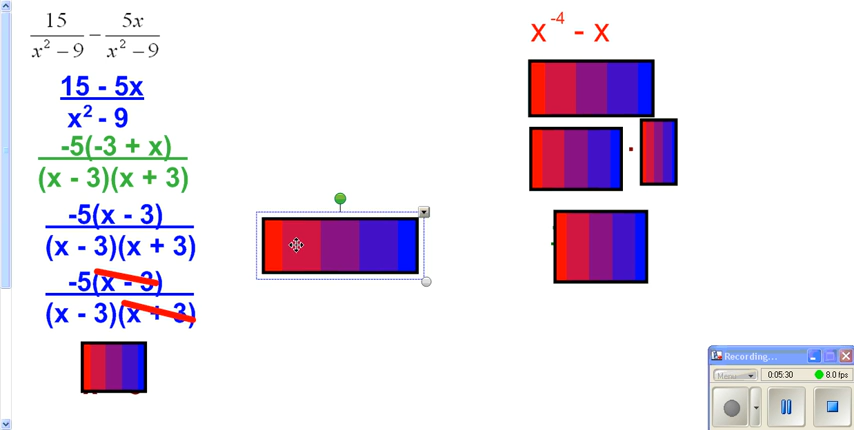 15/(x² – 9) – 5x/(x² – 9)
15 - 5x
x² - 9
-5(-3 + x)
(x - 3)(x + 3)
-5(x - 3)
(x - 3)(x + 3)
-5(x - 3)
(x - 3)(x + 3)
x⁻⁴ - x
Recording...
Menu
0:05:30
8.0 fps